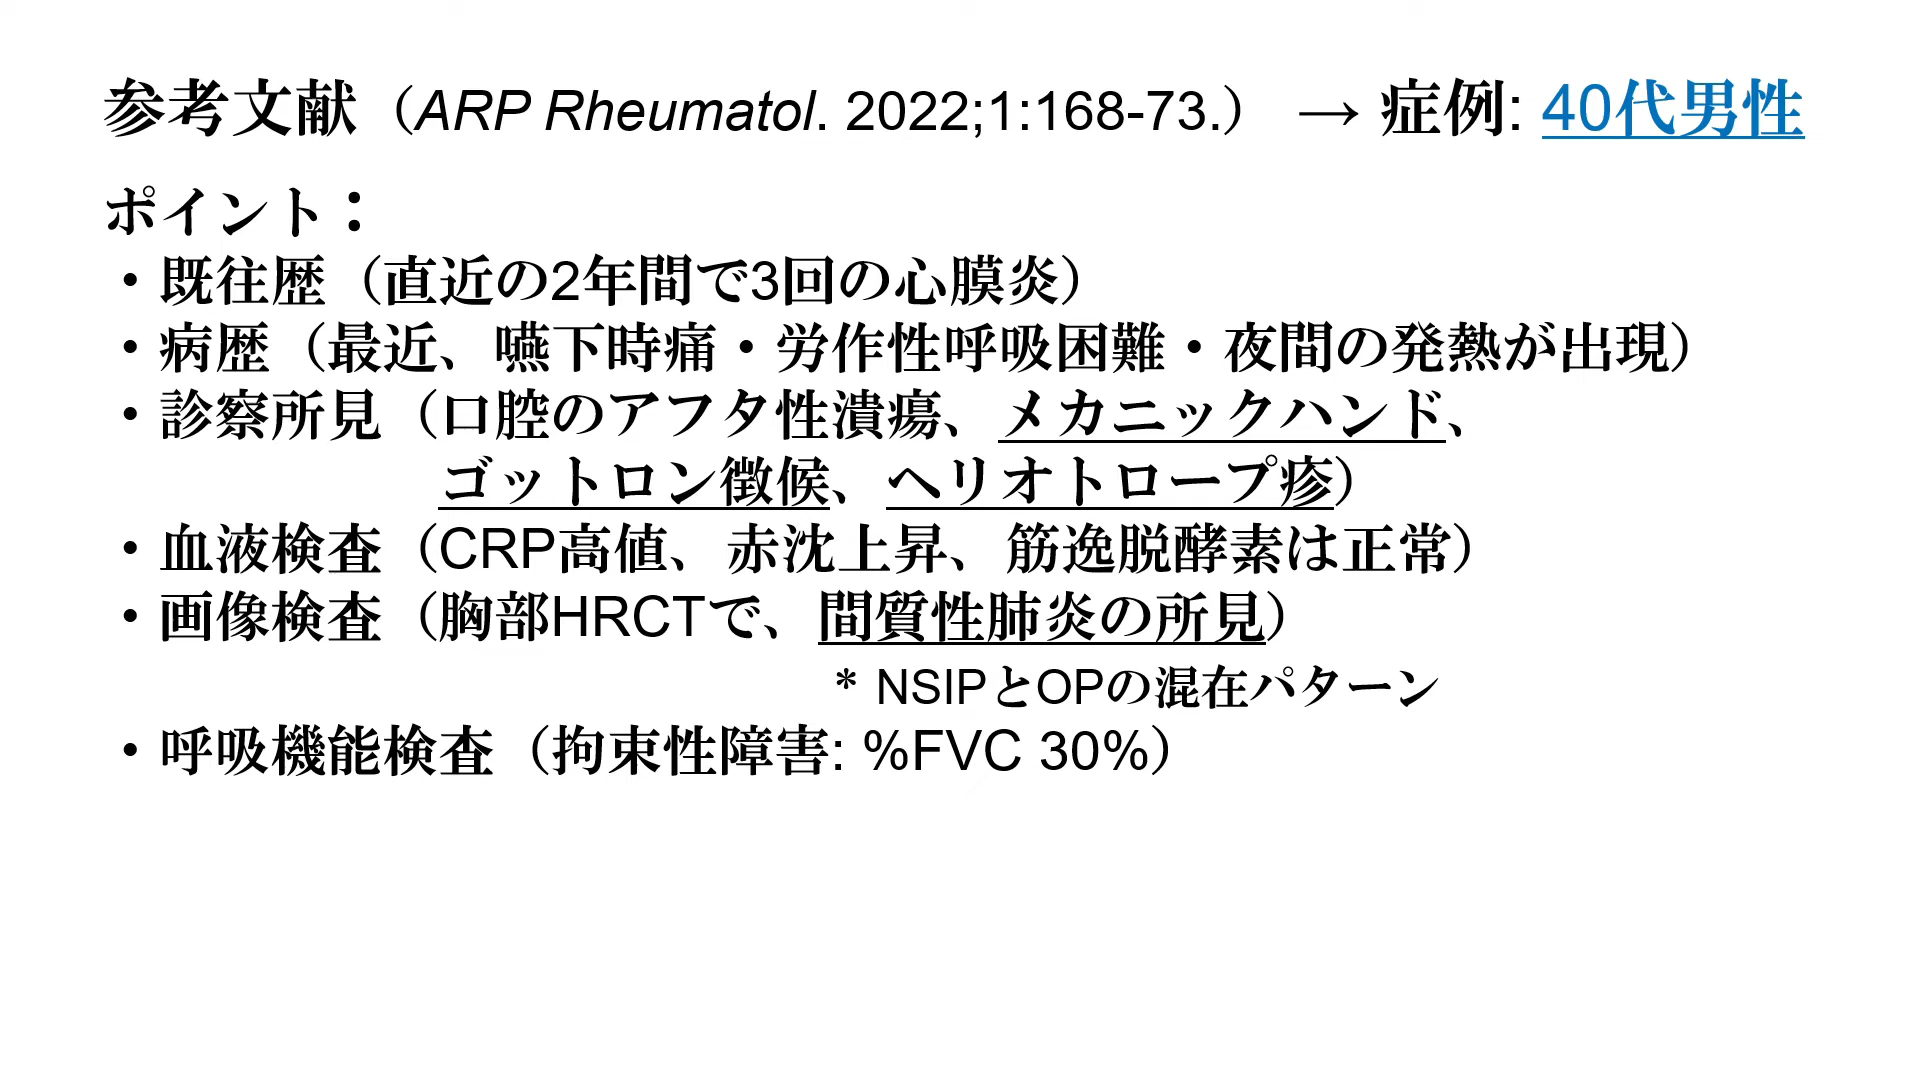 参考文献（ARP Rheumatol. 2022;1:168-73.） → 症例: 40代男性
ポイント：
・既往歴（直近の2年間で3回の心膜炎）
・病歴（最近、嚥下時痛・労作性呼吸困難・夜間の発熱が出現）
・診察所見（口腔のアフタ性潰瘍、メカニックハンド、
ゴットロン徴候、ヘリオトロープ疹）
・血液検査（CRP高値、赤沈上昇、筋逸脱酵素は正常）
・画像検査（胸部HRCTで、間質性肺炎の所見）
* NSIPとOPの混在パターン
・呼吸機能検査（拘束性障害: %FVC 30%）